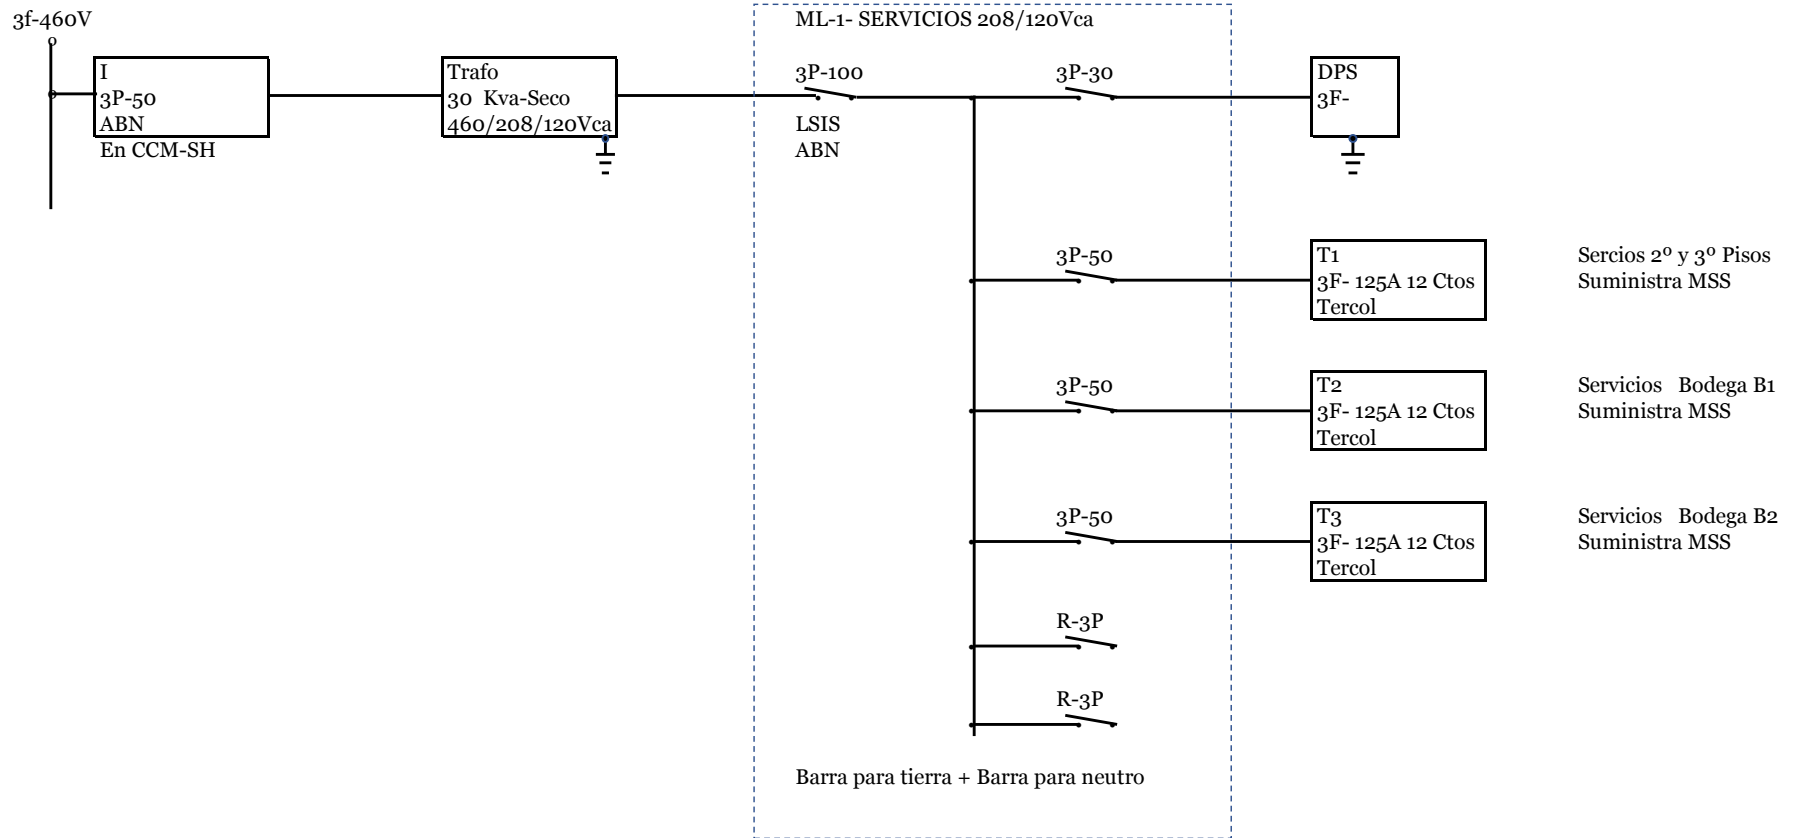 3f-460V
I
3P-50
ABN
En CCM-SH
Trafo
30 Kva-Seco
460/208/120Vca
ML-1- SERVICIOS 208/120Vca
3P-100
LSIS
ABN
3P-30
DPS
3F-
3P-50
T1
3F- 125A 12 Ctos
Tercol
Sercios 2º y 3º Pisos
Suministra MSS
3P-50
T2
3F- 125A 12 Ctos
Tercol
Servicios Bodega B1
Suministra MSS
3P-50
T3
3F- 125A 12 Ctos
Tercol
Servicios Bodega B2
Suministra MSS
R-3P
R-3P
Barra para tierra + Barra para neutro